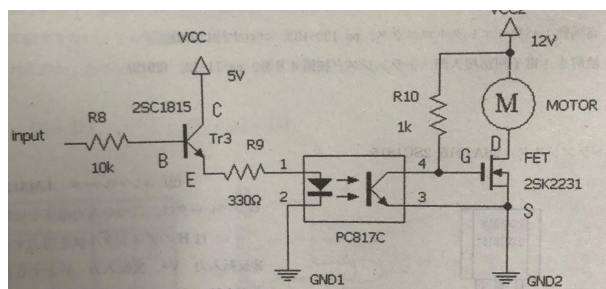 VCC
5V
VCC2
12V
R8
2SC1815
C
Tr3
R9
R10
1k
M
MOTOR
input
10k
B
E
330Ω
1
2
4
3
PC817C
G
D
S
FET
2SK2231
GND1
GND2